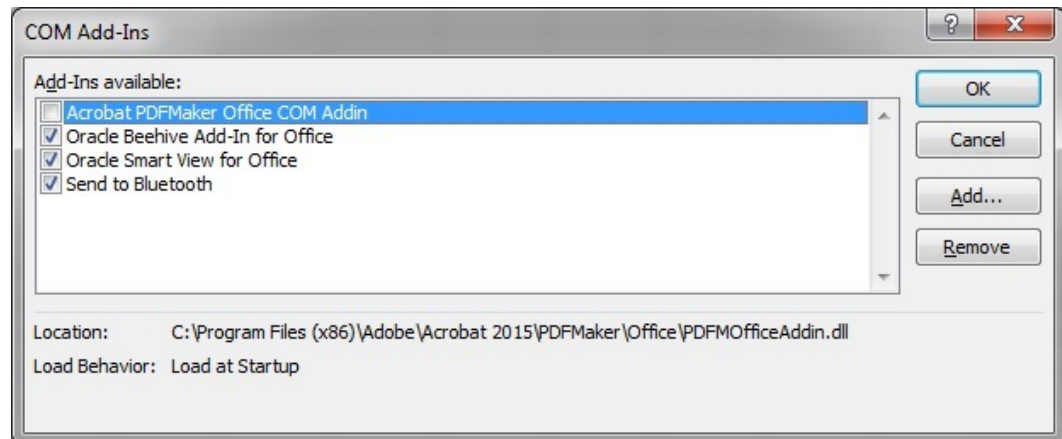 COM Add-Ins
Add-Ins available:
Acrobat PDFMaker Office COM Addin
Oracle Beehive Add-In for Office
Oracle Smart View for Office
Send to Bluetooth
OK
Cancel
Add...
Remove
Location: C:\Program Files (x86)\Adobe\Acrobat 2015\PDFMaker\Office\PDFMOfficeAddin.dll
Load Behavior: Load at Startup